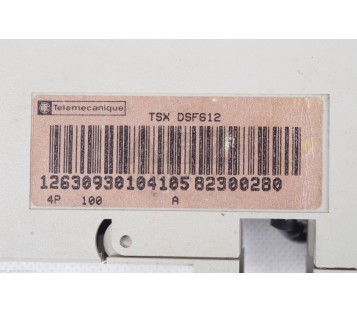 Telemecanique
TSX DSF612
12630930104105 82300280
4P 100 A